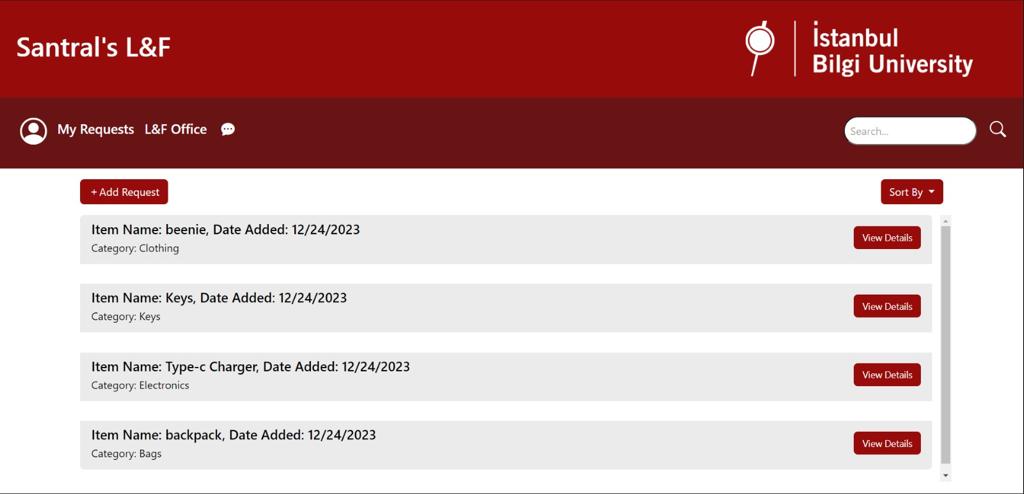 Santral's L&F
İstanbul
Bilgi University
My Requests L&F Office
Search...
+ Add Request
Sort By
Item Name: beenie, Date Added: 12/24/2023
Category: Clothing
View Details
Item Name: Keys, Date Added: 12/24/2023
Category: Keys
View Details
Item Name: Type-c Charger, Date Added: 12/24/2023
Category: Electronics
View Details
Item Name: backpack, Date Added: 12/24/2023
Category: Bags
View Details